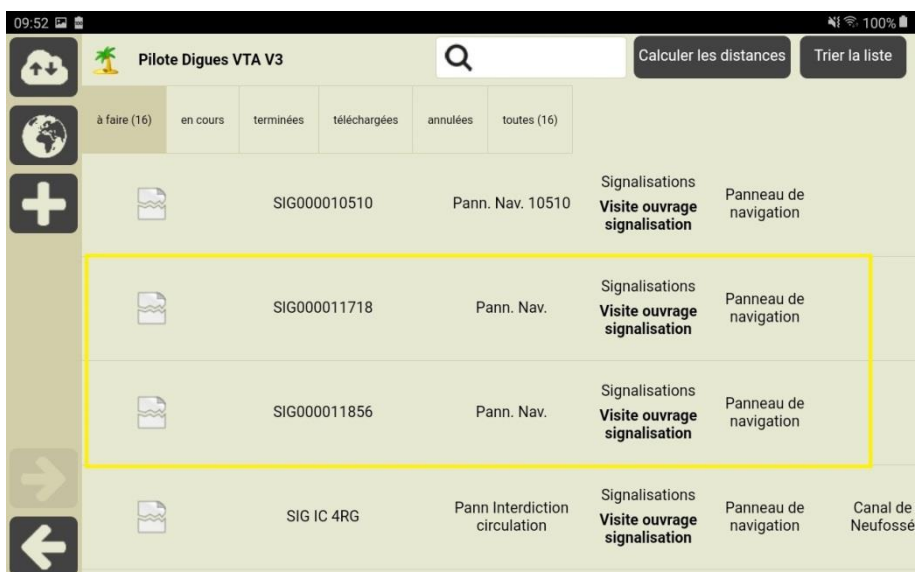 09:52 100%
Pilote Digues VTA V3
Calculer les distances
Trier la liste
à faire (16) en cours terminées téléchargées annulées toutes (16)
SIG000010510
Pann. Nav. 10510
Signalisations
Visite ouvrage
signalisation
Panneau de
navigation
SIG000011718
Pann. Nav.
Signalisations
Visite ouvrage
signalisation
Panneau de
navigation
SIG000011856
Pann. Nav.
Signalisations
Visite ouvrage
signalisation
Panneau de
navigation
SIG IC 4RG
Pann Interdiction
circulation
Signalisations
Visite ouvrage
signalisation
Panneau de
navigation
Canal de
Neufossé